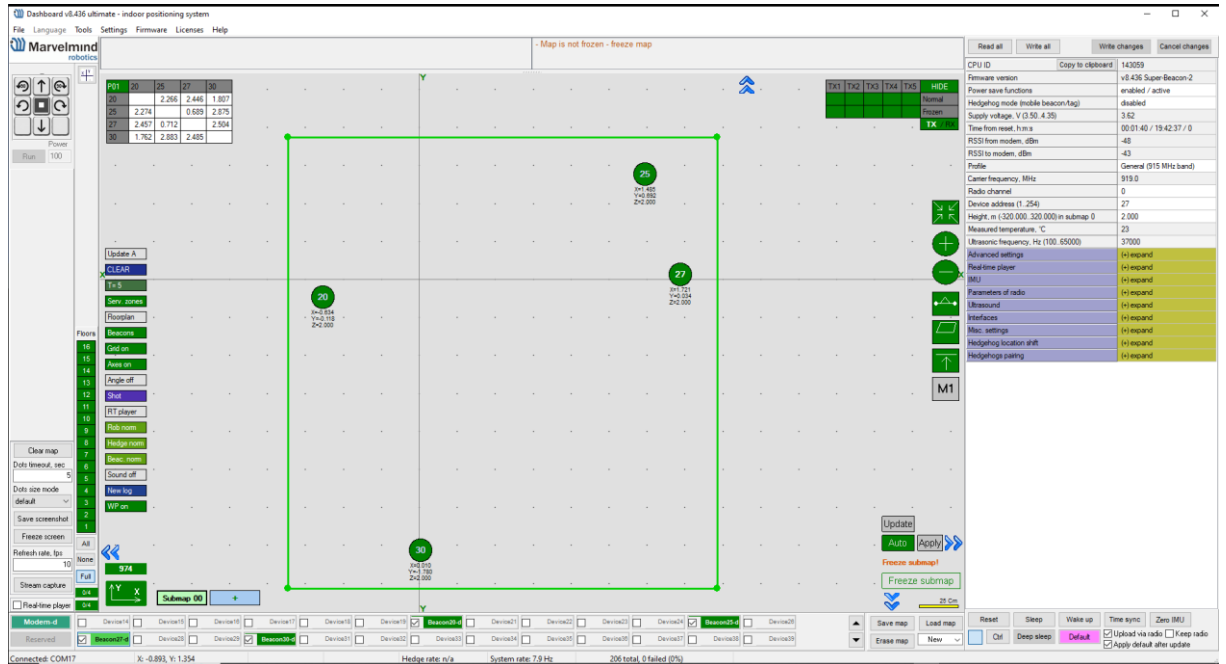 Dashboard v8.436 ultimate - indoor positioning system
File Language Tools Settings Firmware Licenses Help
Marvelmind
robotics
- Map is not frozen - freeze map
Read all Write all Write changes Cancel changes
CPU ID Copy to clipboard 143059
Firmware version v8.436 Super-Beacon-2
Power save functions enabled / active
Hedgehog mode (mobile beacon/tag) disabled
Supply voltage, V (3.50..4.35) 3.62
Time from reset, h:m:s 00:01:40 / 19:42:37 / 0
RSSI from modem, dBm -48
RSSI to modem, dBm -43
Profile General (915 MHz band)
Carrier frequency, MHz 919.0
Radio channel 0
Device address (1..254) 27
Height, m (-320.000..320.000) in submap 0 2.000
Measured temperature, °C 23
Ultrasonic frequency, Hz (100..65000) 37000
Advanced settings (+) expand
Real-time player (+) expand
IMU (+) expand
Parameters of radio (+) expand
Ultrasound (+) expand
Interfaces (+) expand
Misc. settings (+) expand
Hedgehog location shift (+) expand
Hedgehogs pairing (+) expand
P01 20 25 27 30
20 2.266 2.446 1.807
25 2.274 0.689 2.875
27 2.457 0.712 2.504
30 1.762 2.883 2.485
TX1 TX2 TX3 TX4 TX5 HIDE
Normal
Frozen
TX / RX
Power
Run 100
Y
25
X=1.485
Y=0.692
Z=2.000
X
X
27
X=1.721
Y=0.034
Z=2.000
20
X=-0.634
Y=-0.118
Z=2.000
30
X=0.010
Y=-1.780
Z=2.000
Y
Update A
CLEAR
T= 5
Serv. zones
Floorplan
Beacons
Grid on
Axes on
Angle off
Shot
RT player
Rob norm
Hedge norm
Beac. norm
Sound off
New log
WP on
Floors
16
15
14
13
12
11
10
9
8
7
6
5
4
3
2
1
All
None
Full
0/4
0/4
Clear map
Dots timeout, sec
5
Dots size mode
default
Save screenshot
Freeze screen
Refresh rate, fps
10
Stream capture
Real-time player
M1
Update
Auto Apply
Freeze submap!
Freeze submap
25 Cm
974
Y X
Submap 00 +
Modem-d Device14 Device15 Device16 Device17 Device18 Device19 Beacon20-d Device21 Device22 Device23 Device24 Beacon25-d Device26
Reserved Beacon27-d Device28 Device29 Beacon30-d Device31 Device32 Device33 Device34 Device35 Device36 Device37 Device38 Device39
Save map Load map
Erase map New
Reset Sleep Wake up Time sync Zero IMU
Ctrl Deep sleep Default Upload via radio Keep radio
Apply default after update
Connected: COM17 X: -0.893, Y: 1.354 Hedge rate: n/a System rate: 7.9 Hz 206 total, 0 failed (0%)